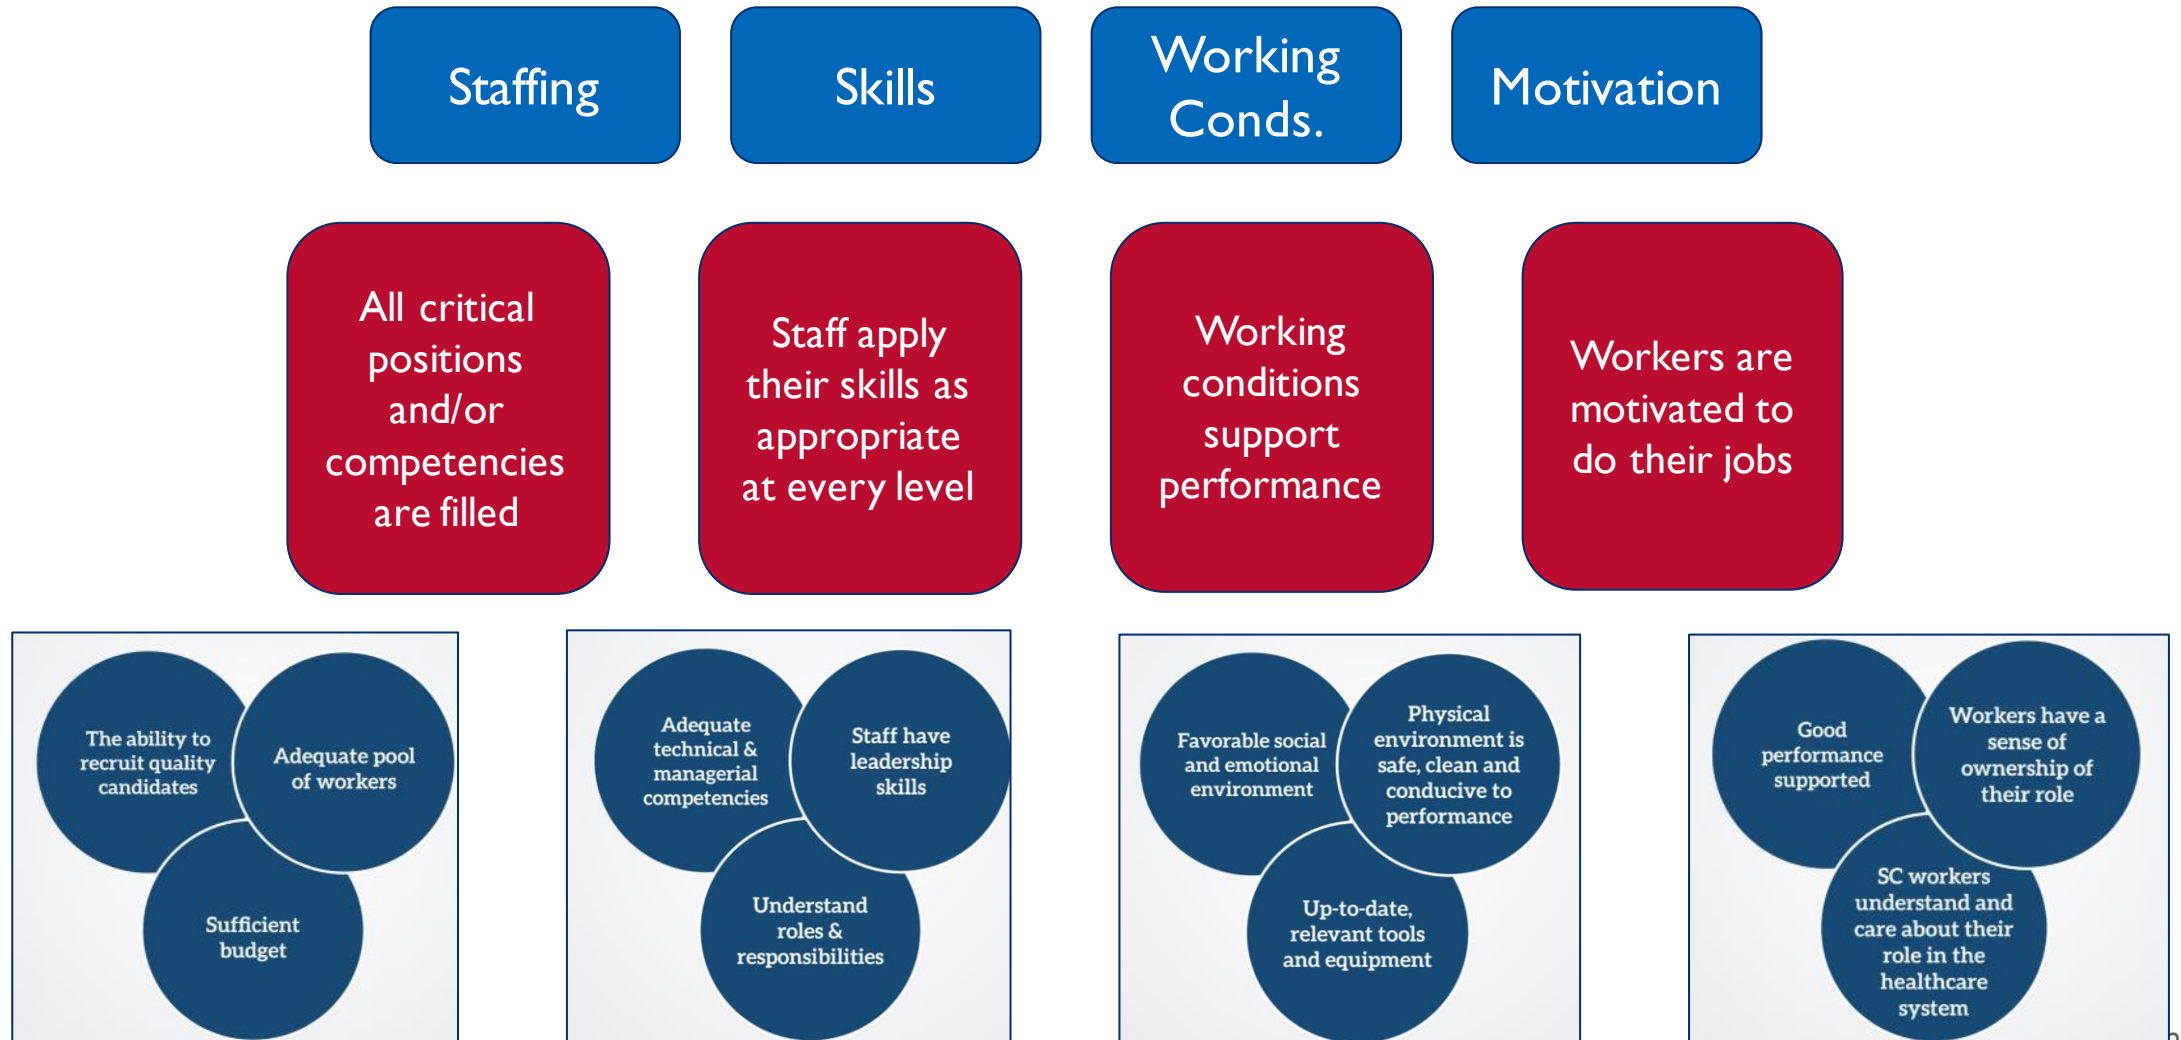 Staffing
Skills
Working
Conds.
Motivation
All critical
positions
and/or
competencies
are filled
Staff apply
their skills as
appropriate
at every level
Working
conditions
support
performance
Workers are
motivated to
do their jobs
The ability to
recruit quality
candidates
Adequate pool
of workers
Sufficient
budget
Adequate
technical &
managerial
competencies
Staff have
leadership
skills
Understand
roles &
responsibilities
Favorable social
and emotional
environment
Physical
environment is
safe, clean and
conducive to
performance
Up-to-date,
relevant tools
and equipment
Good
performance
supported
Workers have a
sense of
ownership of
their role
SC workers
understand and
care about their
role in the
healthcare
system